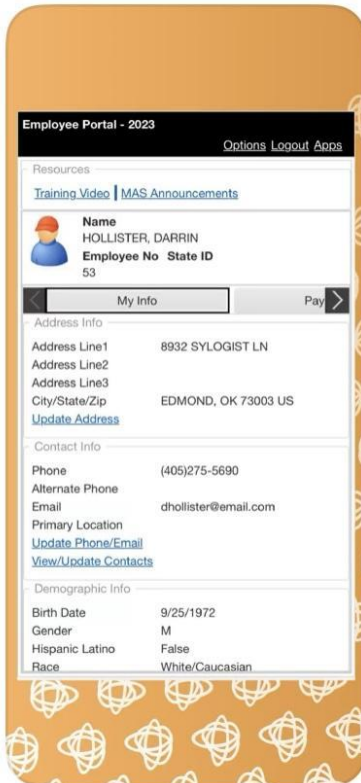 Employee Portal - 2023
Options Logout Apps
Resources
Training Video MAS Announcements
Name
HOLLISTER, DARRIN
Employee No State ID
53
My Info Pay
Address Info
Address Line1 8932 SYLOGIST LN
Address Line2
Address Line3
City/State/Zip EDMOND, OK 73003 US
Update Address
Contact Info
Phone (405)275-5690
Alternate Phone
Email dhollister@email.com
Primary Location
Update Phone/Email
View/Update Contacts
Demographic Info
Birth Date 9/25/1972
Gender M
Hispanic Latino False
Race White/Caucasian